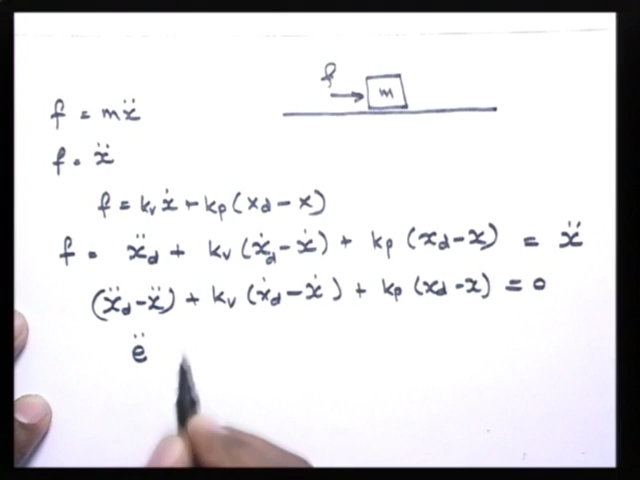 f
m
f = mẍ
f = ẍ
f = kᵥẋ + kₚ(x_d - x)
f = ẍ_d + kᵥ(ẋ_d - ẋ) + kₚ(x_d - x) = ẍ
(ẍ_d - ẍ) + kᵥ(ẋ_d - ẋ) + kₚ(x_d - x) = 0
ë